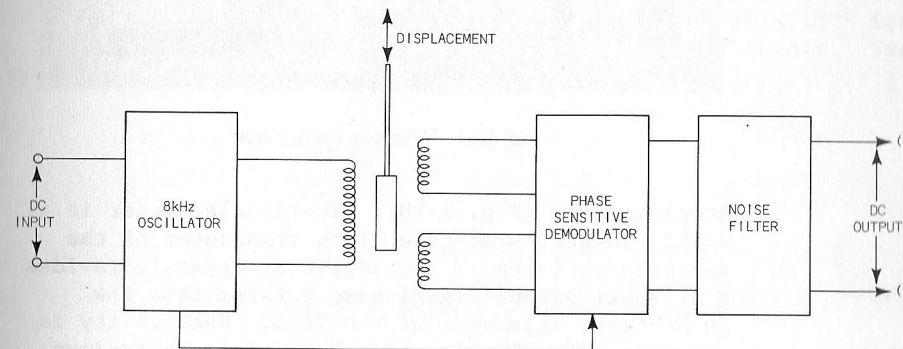 DISPLACEMENT
DC
INPUT
8kHz
OSCILLATOR
PHASE
SENSITIVE
DEMODULATOR
NOISE
FILTER
DC
OUTPUT